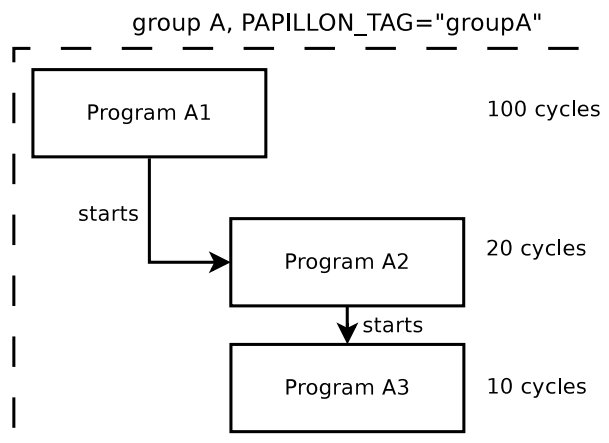 group A, PAPILLON_TAG="groupA"
Program A1
100 cycles
starts
Program A2
20 cycles
starts
Program A3
10 cycles